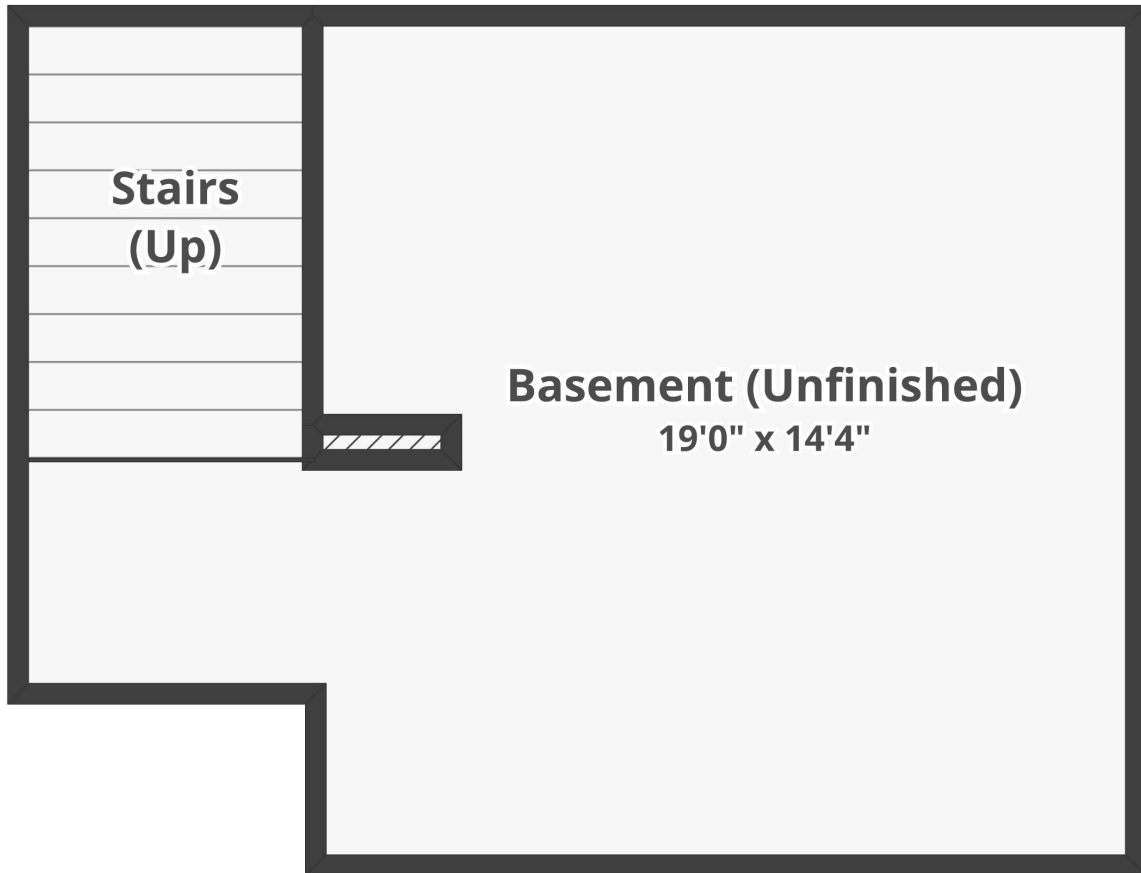 Stairs
(Up)
Basement (Unfinished)
19'0" x 14'4"